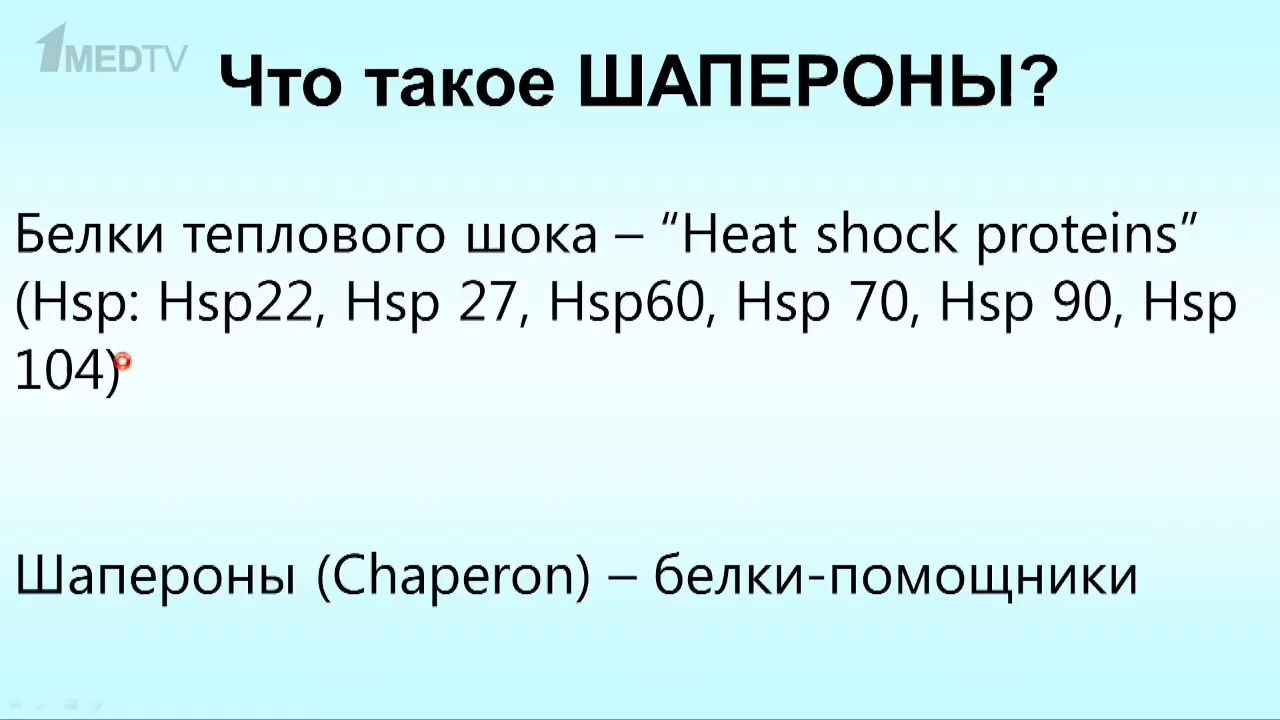 1MEDTV
Что такое ШАПЕРОНЫ?
Белки теплового шока – “Heat shock proteins”
(Hsp: Hsp22, Hsp 27, Hsp60, Hsp 70, Hsp 90, Hsp
104)
Шапероны (Chaperon) – белки-помощники